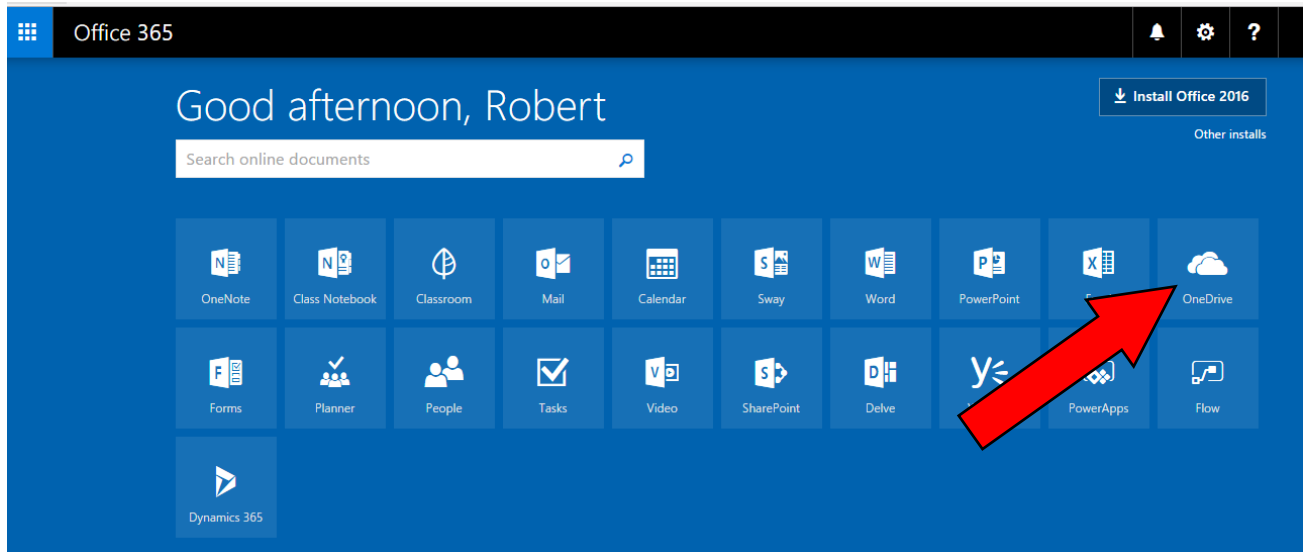 Office 365
?
Good afternoon, Robert
Install Office 2016
Other installs
Search online documents
OneNote
Class Notebook
Classroom
Mail
Calendar
Sway
Word
PowerPoint
OneDrive
Forms
Planner
People
Tasks
Video
SharePoint
Delve
PowerApps
Flow
Dynamics 365